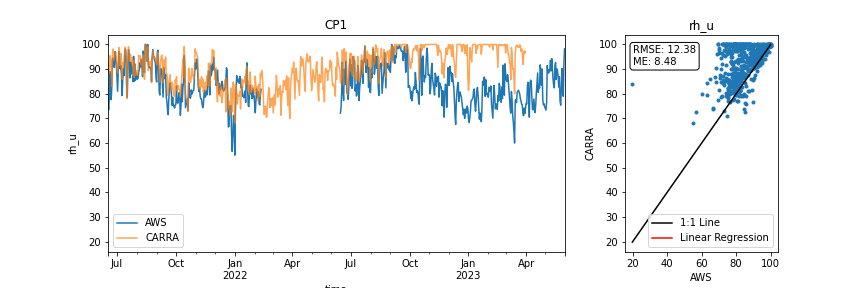 CP1
rh_u
100
90
80
70
60
50
40
30
20
rh_u
AWS
CARRA
Jul
Oct
Jan
2022
Apr
Jul
Oct
Jan
2023
Apr
time
100
90
80
70
60
50
40
30
20
CARRA
RMSE: 12.38
ME: 8.48
1:1 Line
Linear Regression
20
40
60
80
100
AWS